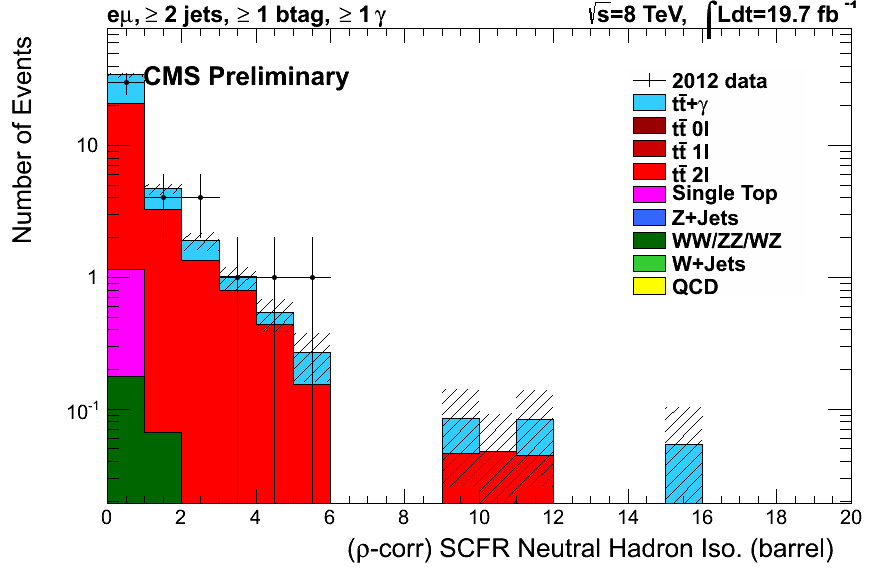 eμ, ≥ 2 jets, ≥ 1 btag, ≥ 1 γ
√s=8 TeV, ∫Ldt=19.7 fb⁻¹
CMS Preliminary
2012 data
tt̄+γ
tt̄ 0l
tt̄ 1l
tt̄ 2l
Single Top
Z+Jets
WW/ZZ/WZ
W+Jets
QCD
Number of Events
10
1
10⁻¹
0 2 4 6 8 10 12 14 16 18 20
(ρ-corr) SCFR Neutral Hadron Iso. (barrel)